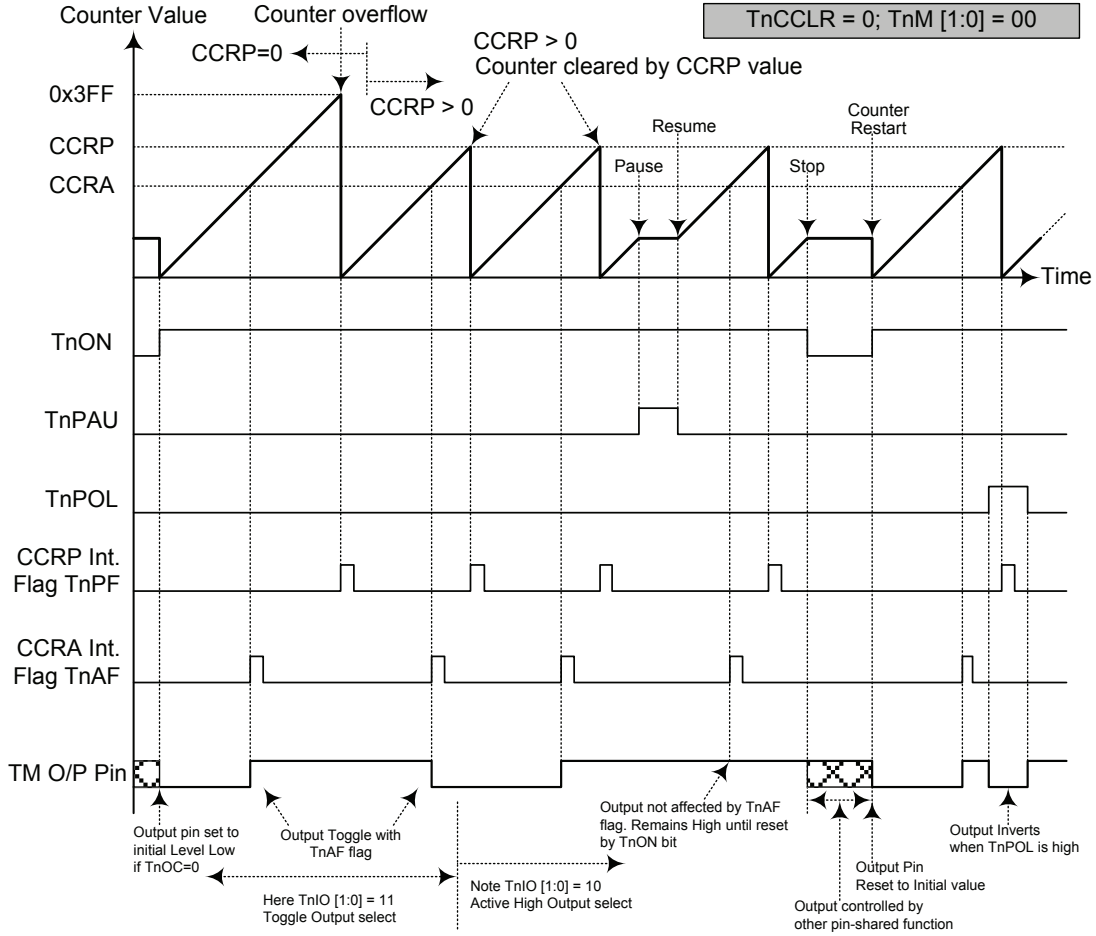 Counter Value
Counter overflow
TnCCLR = 0; TnM [1:0] = 00
CCRP=0
CCRP > 0
CCRP > 0
Counter cleared by CCRP value
0x3FF
CCRP
CCRA
Pause
Resume
Stop
Counter
Restart
Time
TnON
TnPAU
TnPOL
CCRP Int.
Flag TnPF
CCRA Int.
Flag TnAF
TM O/P Pin
Output pin set to
initial Level Low
if TnOC=0
Output Toggle with
TnAF flag
Output not affected by TnAF
flag. Remains High until reset
by TnON bit
Output Inverts
when TnPOL is high
Here TnIO [1:0] = 11
Toggle Output select
Note TnIO [1:0] = 10
Active High Output select
Output Pin
Reset to Initial value
Output controlled by
other pin-shared function